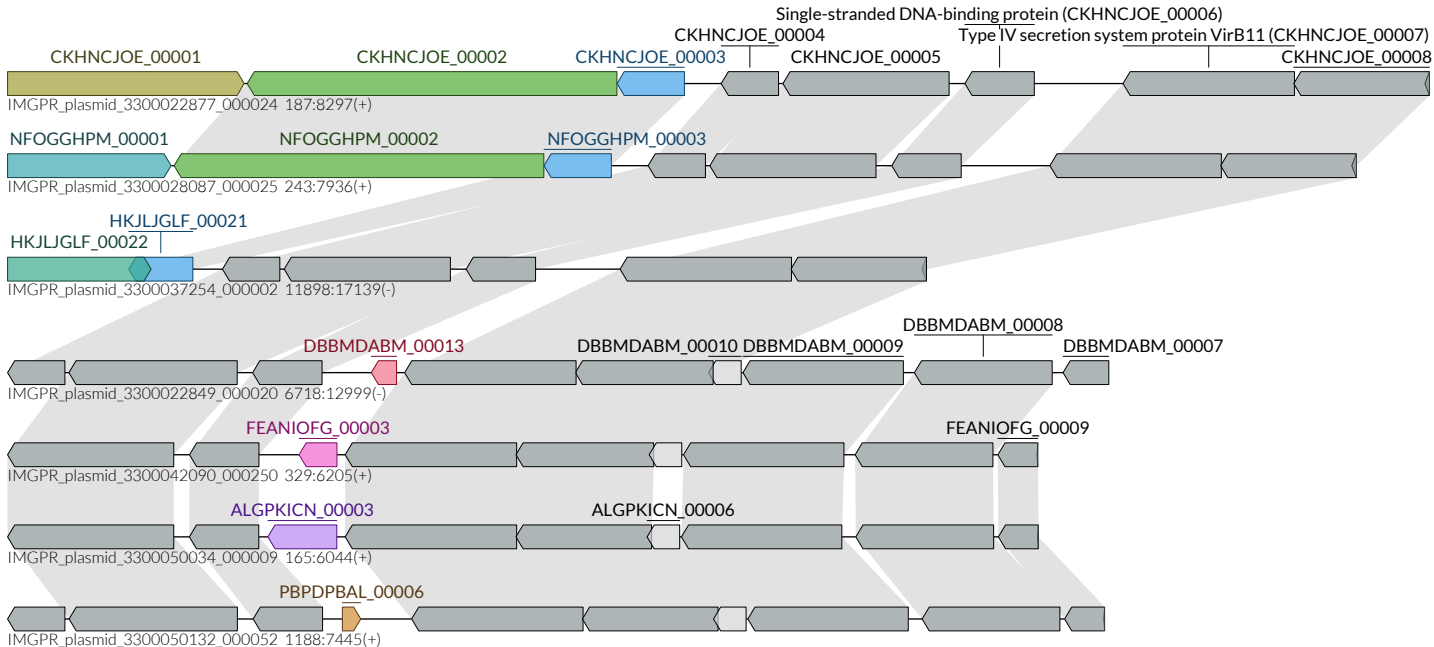 Single-stranded DNA-binding protein (CKHNCJOE_00006)
CKHNCJOE_00004 Type IV secretion system protein VirB11 (CKHNCJOE_00007)
CKHNCJOE_00001 CKHNCJOE_00002 CKHNCJOE_00003 CKHNCJOE_00005 CKHNCJOE_00008
IMGPR_plasmid_3300022877_000024 187:8297(+)
NFOGGHPM_00001 NFOGGHPM_00002 NFOGGHPM_00003
IMGPR_plasmid_3300028087_000025 243:7936(+)
HKJLJGLF_00021
HKJLJGLF_00022
IMGPR_plasmid_3300037254_000002 11898:17139(-)
DBBMDABM_00008
DBBMDABM_00013 DBBMDABM_00010 DBBMDABM_00009 DBBMDABM_00007
IMGPR_plasmid_3300022849_000020 6718:12999(-)
FEANIOFG_00003 FEANIOFG_00009
IMGPR_plasmid_3300042090_000250 329:6205(+)
ALGPKICN_00003 ALGPKICN_00006
IMGPR_plasmid_3300050034_000009 165:6044(+)
PBPDPBAL_00006
IMGPR_plasmid_3300050132_000052 1188:7445(+)